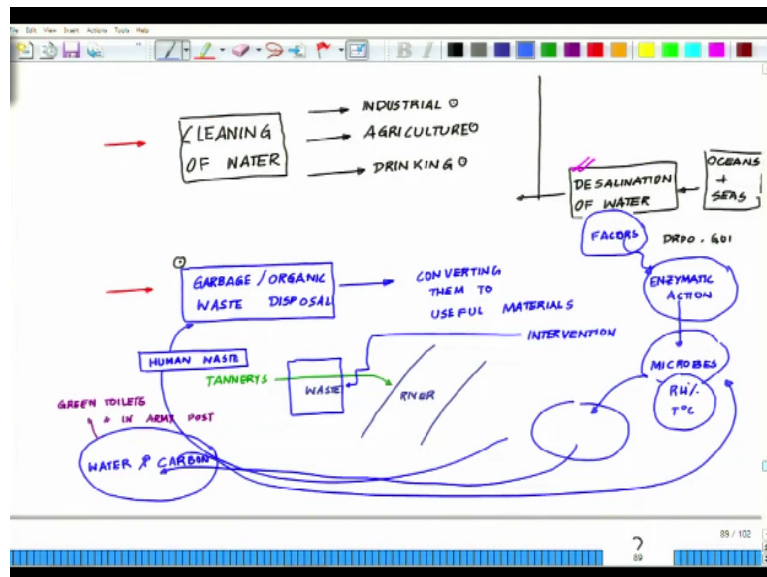 File Edit View Insert Actions Tools Help
CLEANING
OF WATER
INDUSTRIAL
AGRICULTURE
DRINKING
DESALINATION
OF WATER
OCEANS
+
SEAS
FACORS
DRDO. GOI
ENZYMATIC
ACTION
MICROBES
RH%
T°C
GARBAGE/ORGANIC
WASTE DISPOSAL
CONVERTING
THEM TO
USEFUL MATERIALS
INTERVENTION
HUMAN WASTE
TANNERYS
WASTE
RIVER
GREEN TOILETS
+ IN ARMY POST
WATER & CARBON
89 / 102
2
89